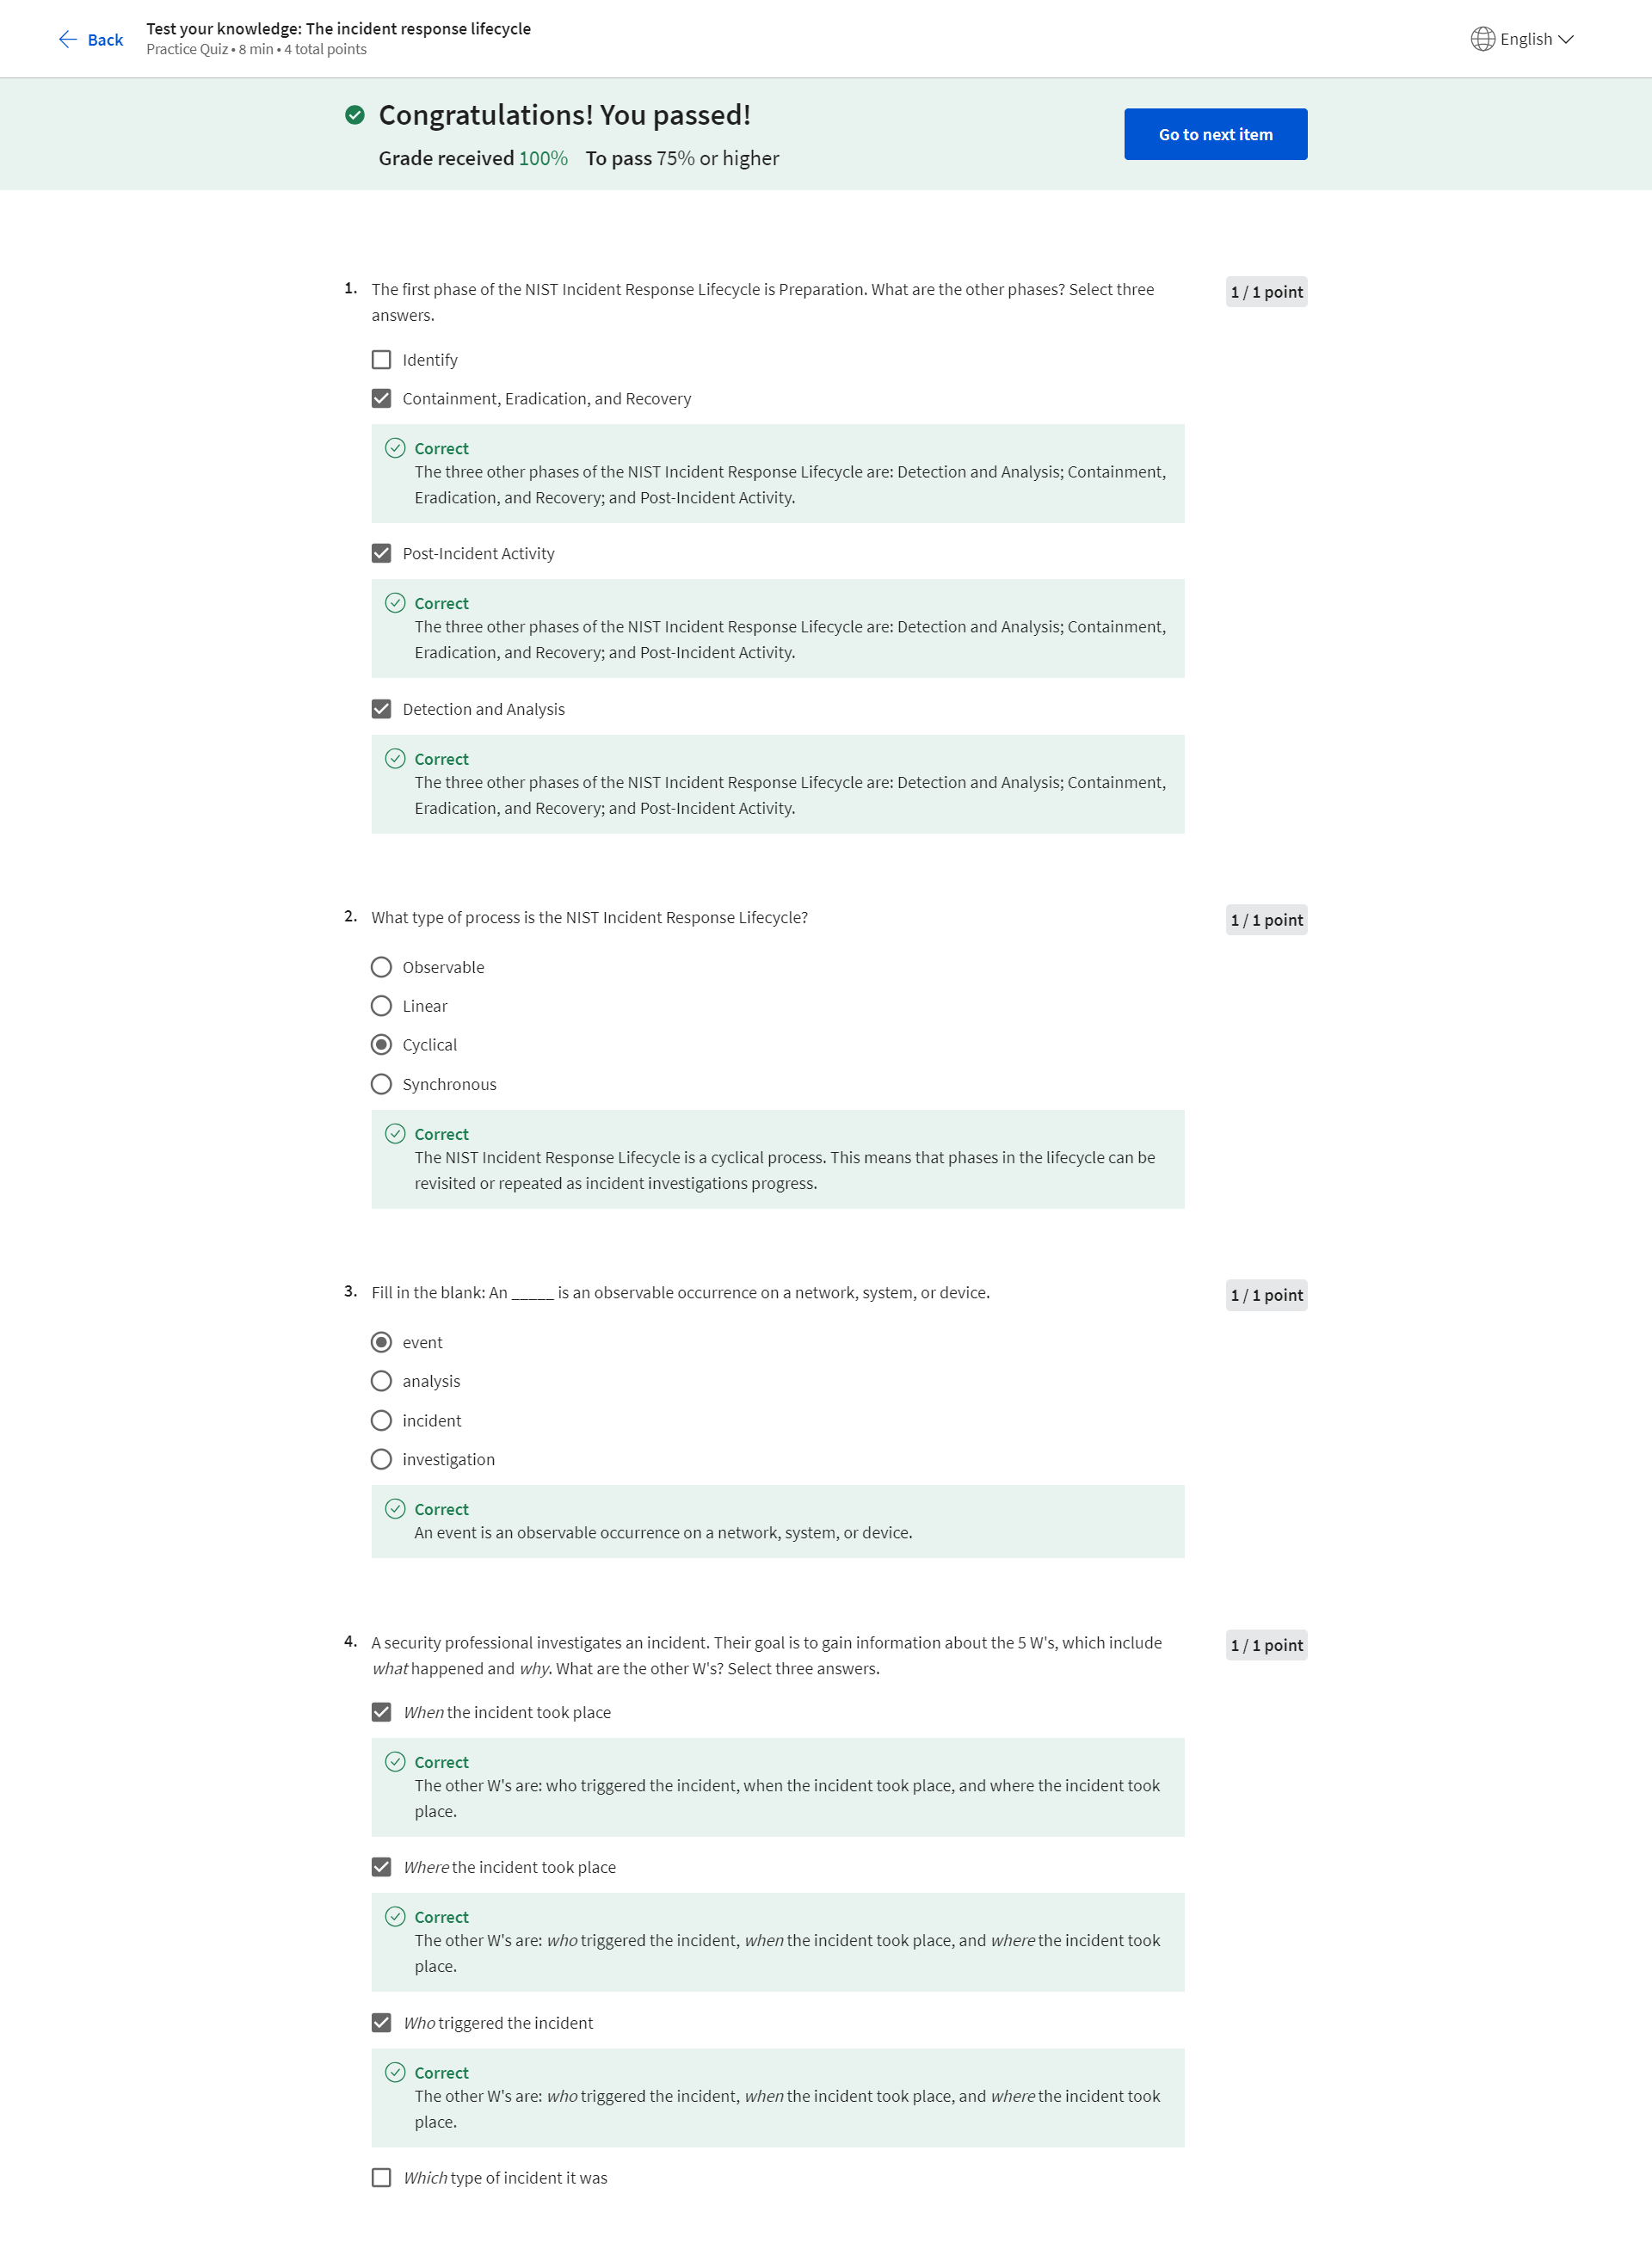 Back
Test your knowledge: The incident response lifecycle
Practice Quiz • 8 min • 4 total points
English
Congratulations! You passed!
Grade received 100% To pass 75% or higher
Go to next item
1. The first phase of the NIST Incident Response Lifecycle is Preparation. What are the other phases? Select three
answers.
1 / 1 point
Identify
Containment, Eradication, and Recovery
Correct
The three other phases of the NIST Incident Response Lifecycle are: Detection and Analysis; Containment,
Eradication, and Recovery; and Post-Incident Activity.
Post-Incident Activity
Correct
The three other phases of the NIST Incident Response Lifecycle are: Detection and Analysis; Containment,
Eradication, and Recovery; and Post-Incident Activity.
Detection and Analysis
Correct
The three other phases of the NIST Incident Response Lifecycle are: Detection and Analysis; Containment,
Eradication, and Recovery; and Post-Incident Activity.
2. What type of process is the NIST Incident Response Lifecycle?
1 / 1 point
Observable
Linear
Cyclical
Synchronous
Correct
The NIST Incident Response Lifecycle is a cyclical process. This means that phases in the lifecycle can be
revisited or repeated as incident investigations progress.
3. Fill in the blank: An _____ is an observable occurrence on a network, system, or device.
1 / 1 point
event
analysis
incident
investigation
Correct
An event is an observable occurrence on a network, system, or device.
4. A security professional investigates an incident. Their goal is to gain information about the 5 W's, which include
what happened and why. What are the other W's? Select three answers.
1 / 1 point
When the incident took place
Correct
The other W's are: who triggered the incident, when the incident took place, and where the incident took
place.
Where the incident took place
Correct
The other W's are: who triggered the incident, when the incident took place, and where the incident took
place.
Who triggered the incident
Correct
The other W's are: who triggered the incident, when the incident took place, and where the incident took
place.
Which type of incident it was